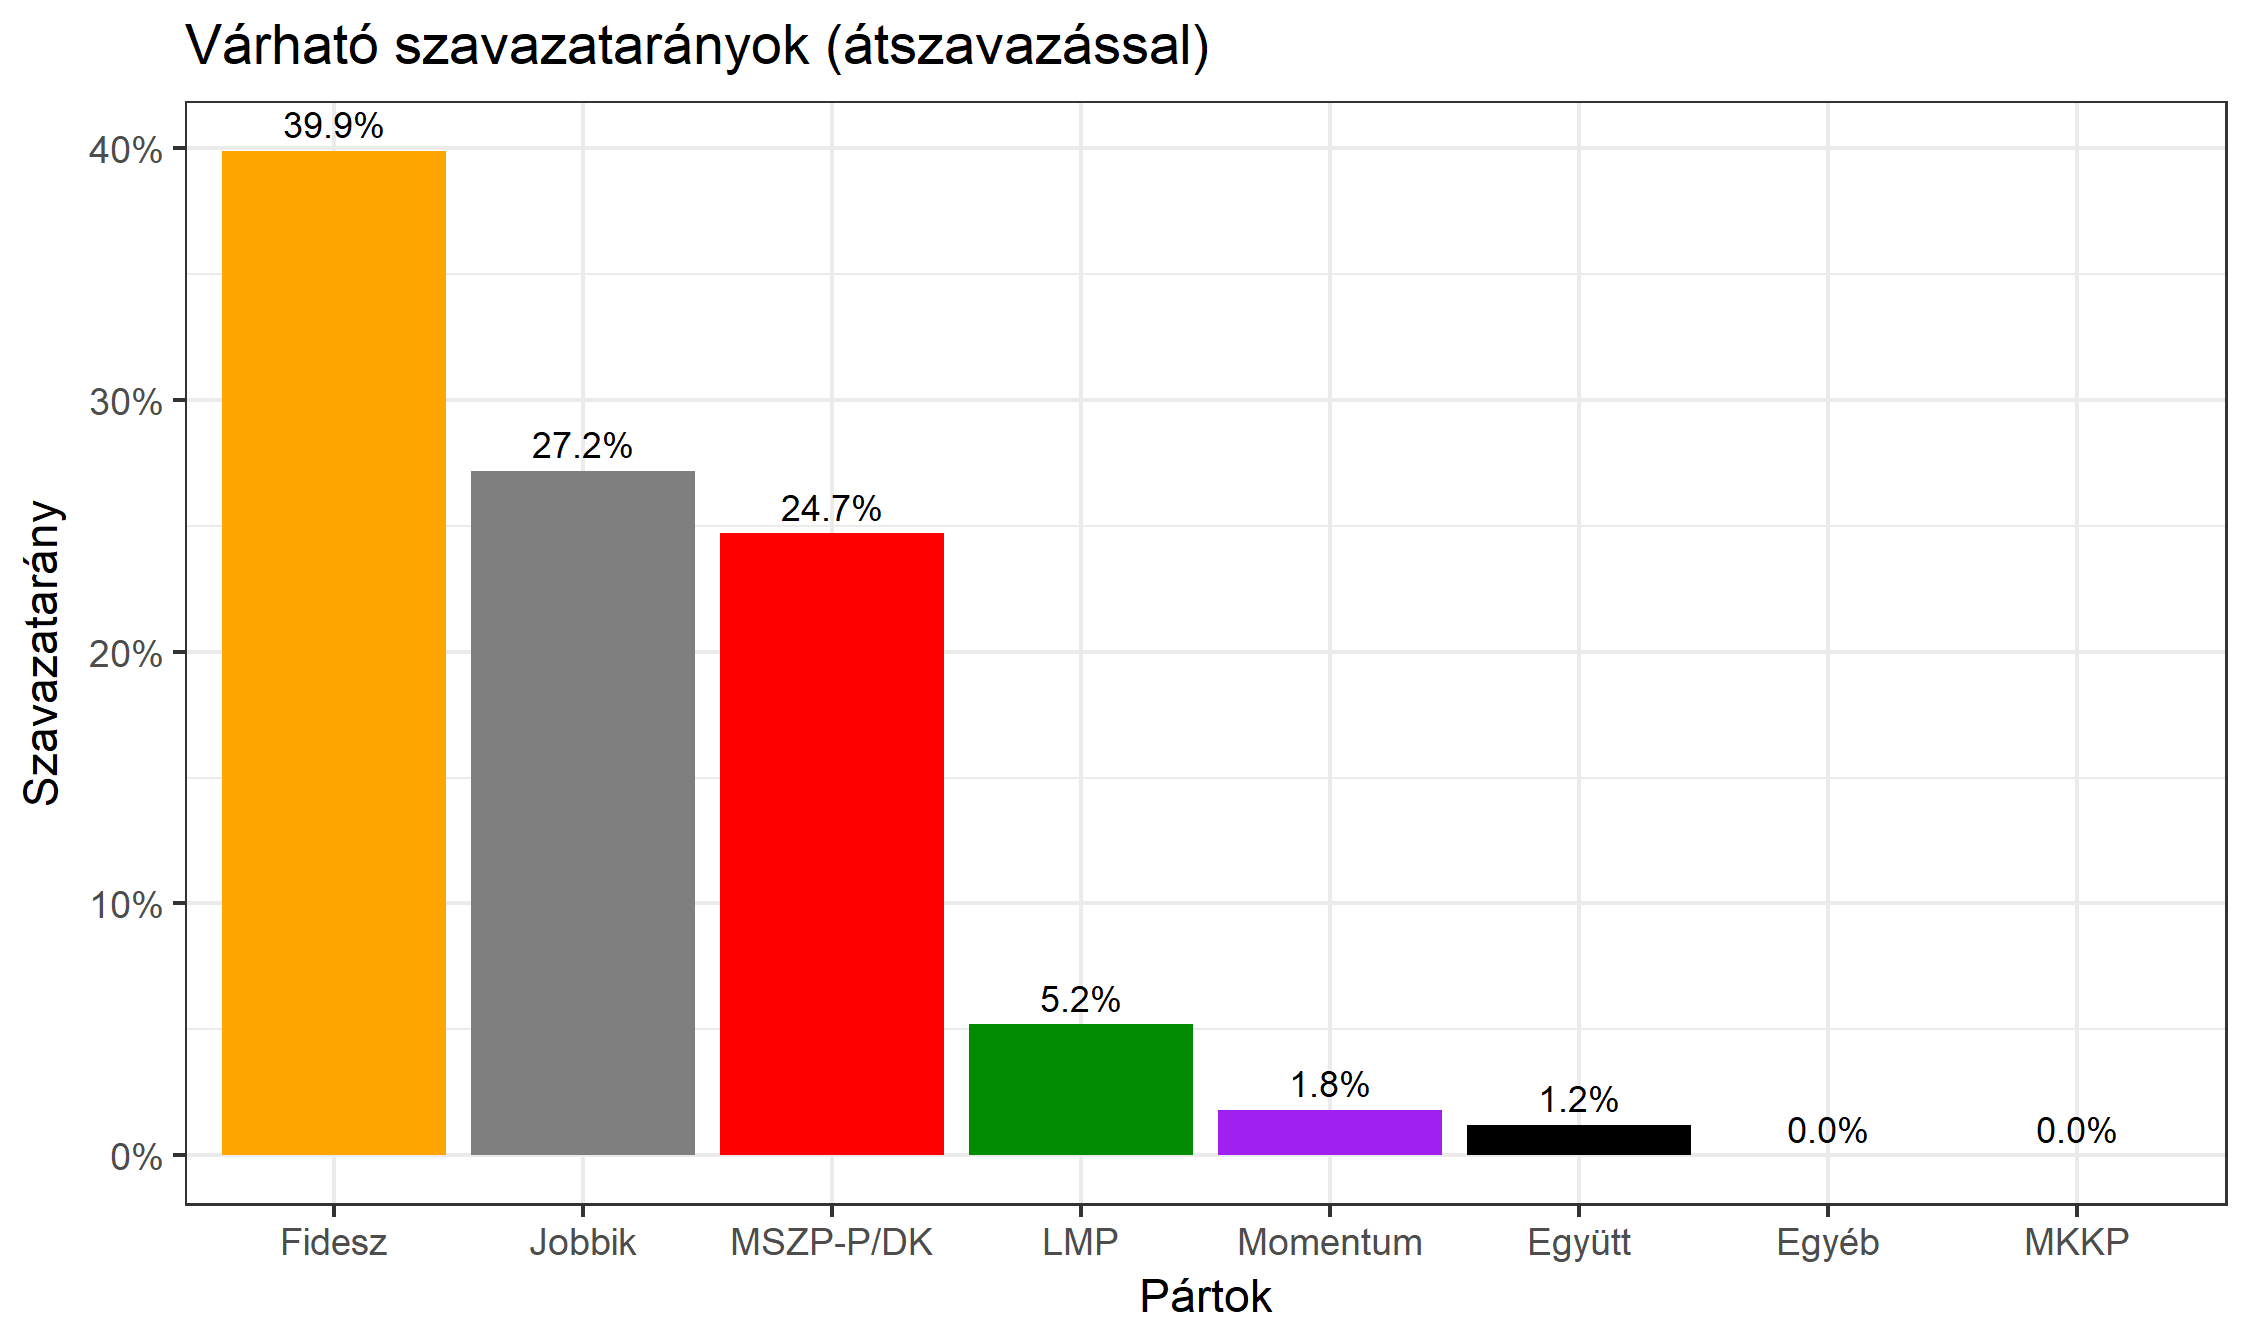 Várható szavazatarányok (átszavazással)
39.9%
27.2%
24.7%
5.2%
1.8%
1.2%
0.0%
0.0%
40%
30%
20%
10%
0%
Szavazatarány
Fidesz
Jobbik
MSZP-P/DK
LMP
Momentum
Együtt
Egyéb
MKKP
Pártok